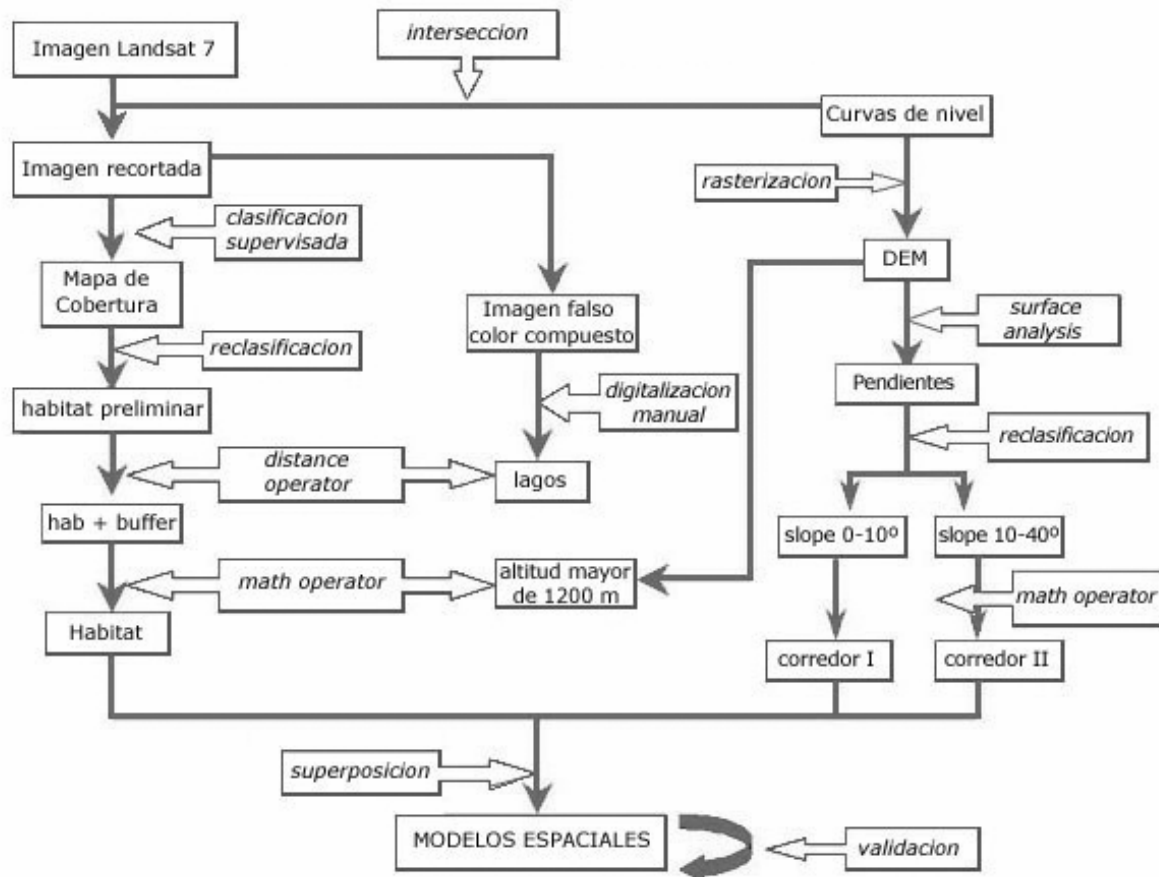 interseccion
Imagen Landsat 7
Curvas de nivel
Imagen recortada
rasterizacion
clasificacion
supervisada
DEM
Mapa de
Cobertura
Imagen falso
color compuesto
surface
analysis
reclasificacion
Pendientes
habitat preliminar
digitalizacion
manual
reclasificacion
distance
operator
lagos
hab + buffer
slope 0-10º
slope 10-40º
math operator
altitud mayor
de 1200 m
math operator
Habitat
corredor I
corredor II
superposicion
MODELOS ESPACIALES
validacion